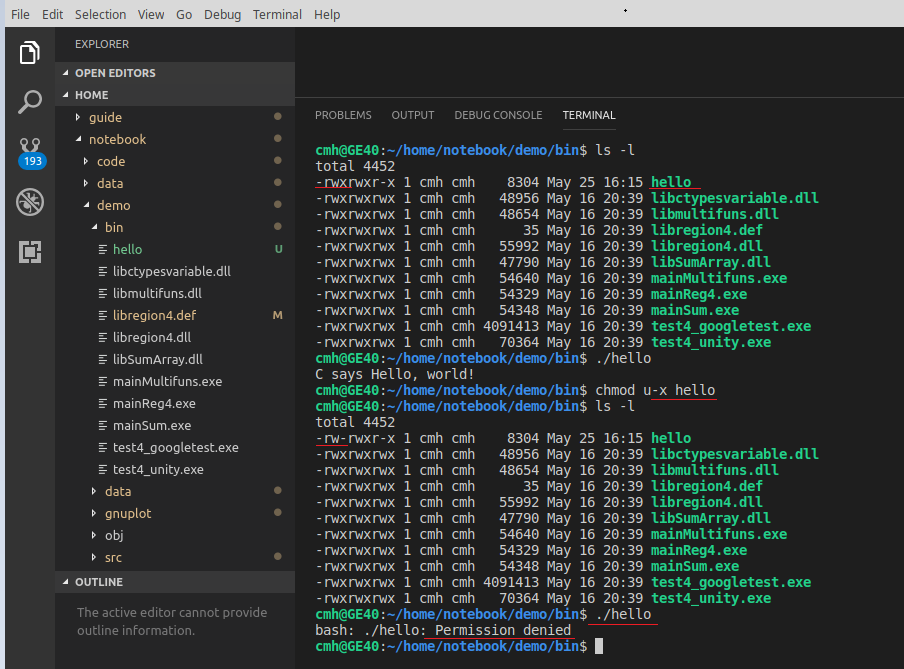 File Edit Selection View Go Debug Terminal Help
EXPLORER
OPEN EDITORS
HOME
guide
notebook
code
data
demo
bin
hello U
libctypesvariable.dll
libmultifuns.dll
libregion4.def M
libregion4.dll
libSumArray.dll
mainMultifuns.exe
mainReg4.exe
mainSum.exe
test4_googletest.exe
test4_unity.exe
data
gnuplot
obj
src
OUTLINE
The active editor cannot provide
outline information.
193
PROBLEMS OUTPUT DEBUG CONSOLE TERMINAL
cmh@GE40:~/home/notebook/demo/bin$ ls -l
total 4452
-rwxrwxr-x 1 cmh cmh 8304 May 25 16:15 hello
-rwxrwxrwx 1 cmh cmh 48956 May 16 20:39 libctypesvariable.dll
-rwxrwxrwx 1 cmh cmh 48654 May 16 20:39 libmultifuns.dll
-rwxrwxrwx 1 cmh cmh 35 May 16 20:39 libregion4.def
-rwxrwxrwx 1 cmh cmh 55992 May 16 20:39 libregion4.dll
-rwxrwxrwx 1 cmh cmh 47790 May 16 20:39 libSumArray.dll
-rwxrwxrwx 1 cmh cmh 54640 May 16 20:39 mainMultifuns.exe
-rwxrwxrwx 1 cmh cmh 54329 May 16 20:39 mainReg4.exe
-rwxrwxrwx 1 cmh cmh 54348 May 16 20:39 mainSum.exe
-rwxrwxrwx 1 cmh cmh 4091413 May 16 20:39 test4_googletest.exe
-rwxrwxrwx 1 cmh cmh 70364 May 16 20:39 test4_unity.exe
cmh@GE40:~/home/notebook/demo/bin$ ./hello
C says Hello, world!
cmh@GE40:~/home/notebook/demo/bin$ chmod u-x hello
cmh@GE40:~/home/notebook/demo/bin$ ls -l
total 4452
-rw-rwxr-x 1 cmh cmh 8304 May 25 16:15 hello
-rwxrwxrwx 1 cmh cmh 48956 May 16 20:39 libctypesvariable.dll
-rwxrwxrwx 1 cmh cmh 48654 May 16 20:39 libmultifuns.dll
-rwxrwxrwx 1 cmh cmh 35 May 16 20:39 libregion4.def
-rwxrwxrwx 1 cmh cmh 55992 May 16 20:39 libregion4.dll
-rwxrwxrwx 1 cmh cmh 47790 May 16 20:39 libSumArray.dll
-rwxrwxrwx 1 cmh cmh 54640 May 16 20:39 mainMultifuns.exe
-rwxrwxrwx 1 cmh cmh 54329 May 16 20:39 mainReg4.exe
-rwxrwxrwx 1 cmh cmh 54348 May 16 20:39 mainSum.exe
-rwxrwxrwx 1 cmh cmh 4091413 May 16 20:39 test4_googletest.exe
-rwxrwxrwx 1 cmh cmh 70364 May 16 20:39 test4_unity.exe
cmh@GE40:~/home/notebook/demo/bin$ ./hello
bash: ./hello: Permission denied
cmh@GE40:~/home/notebook/demo/bin$